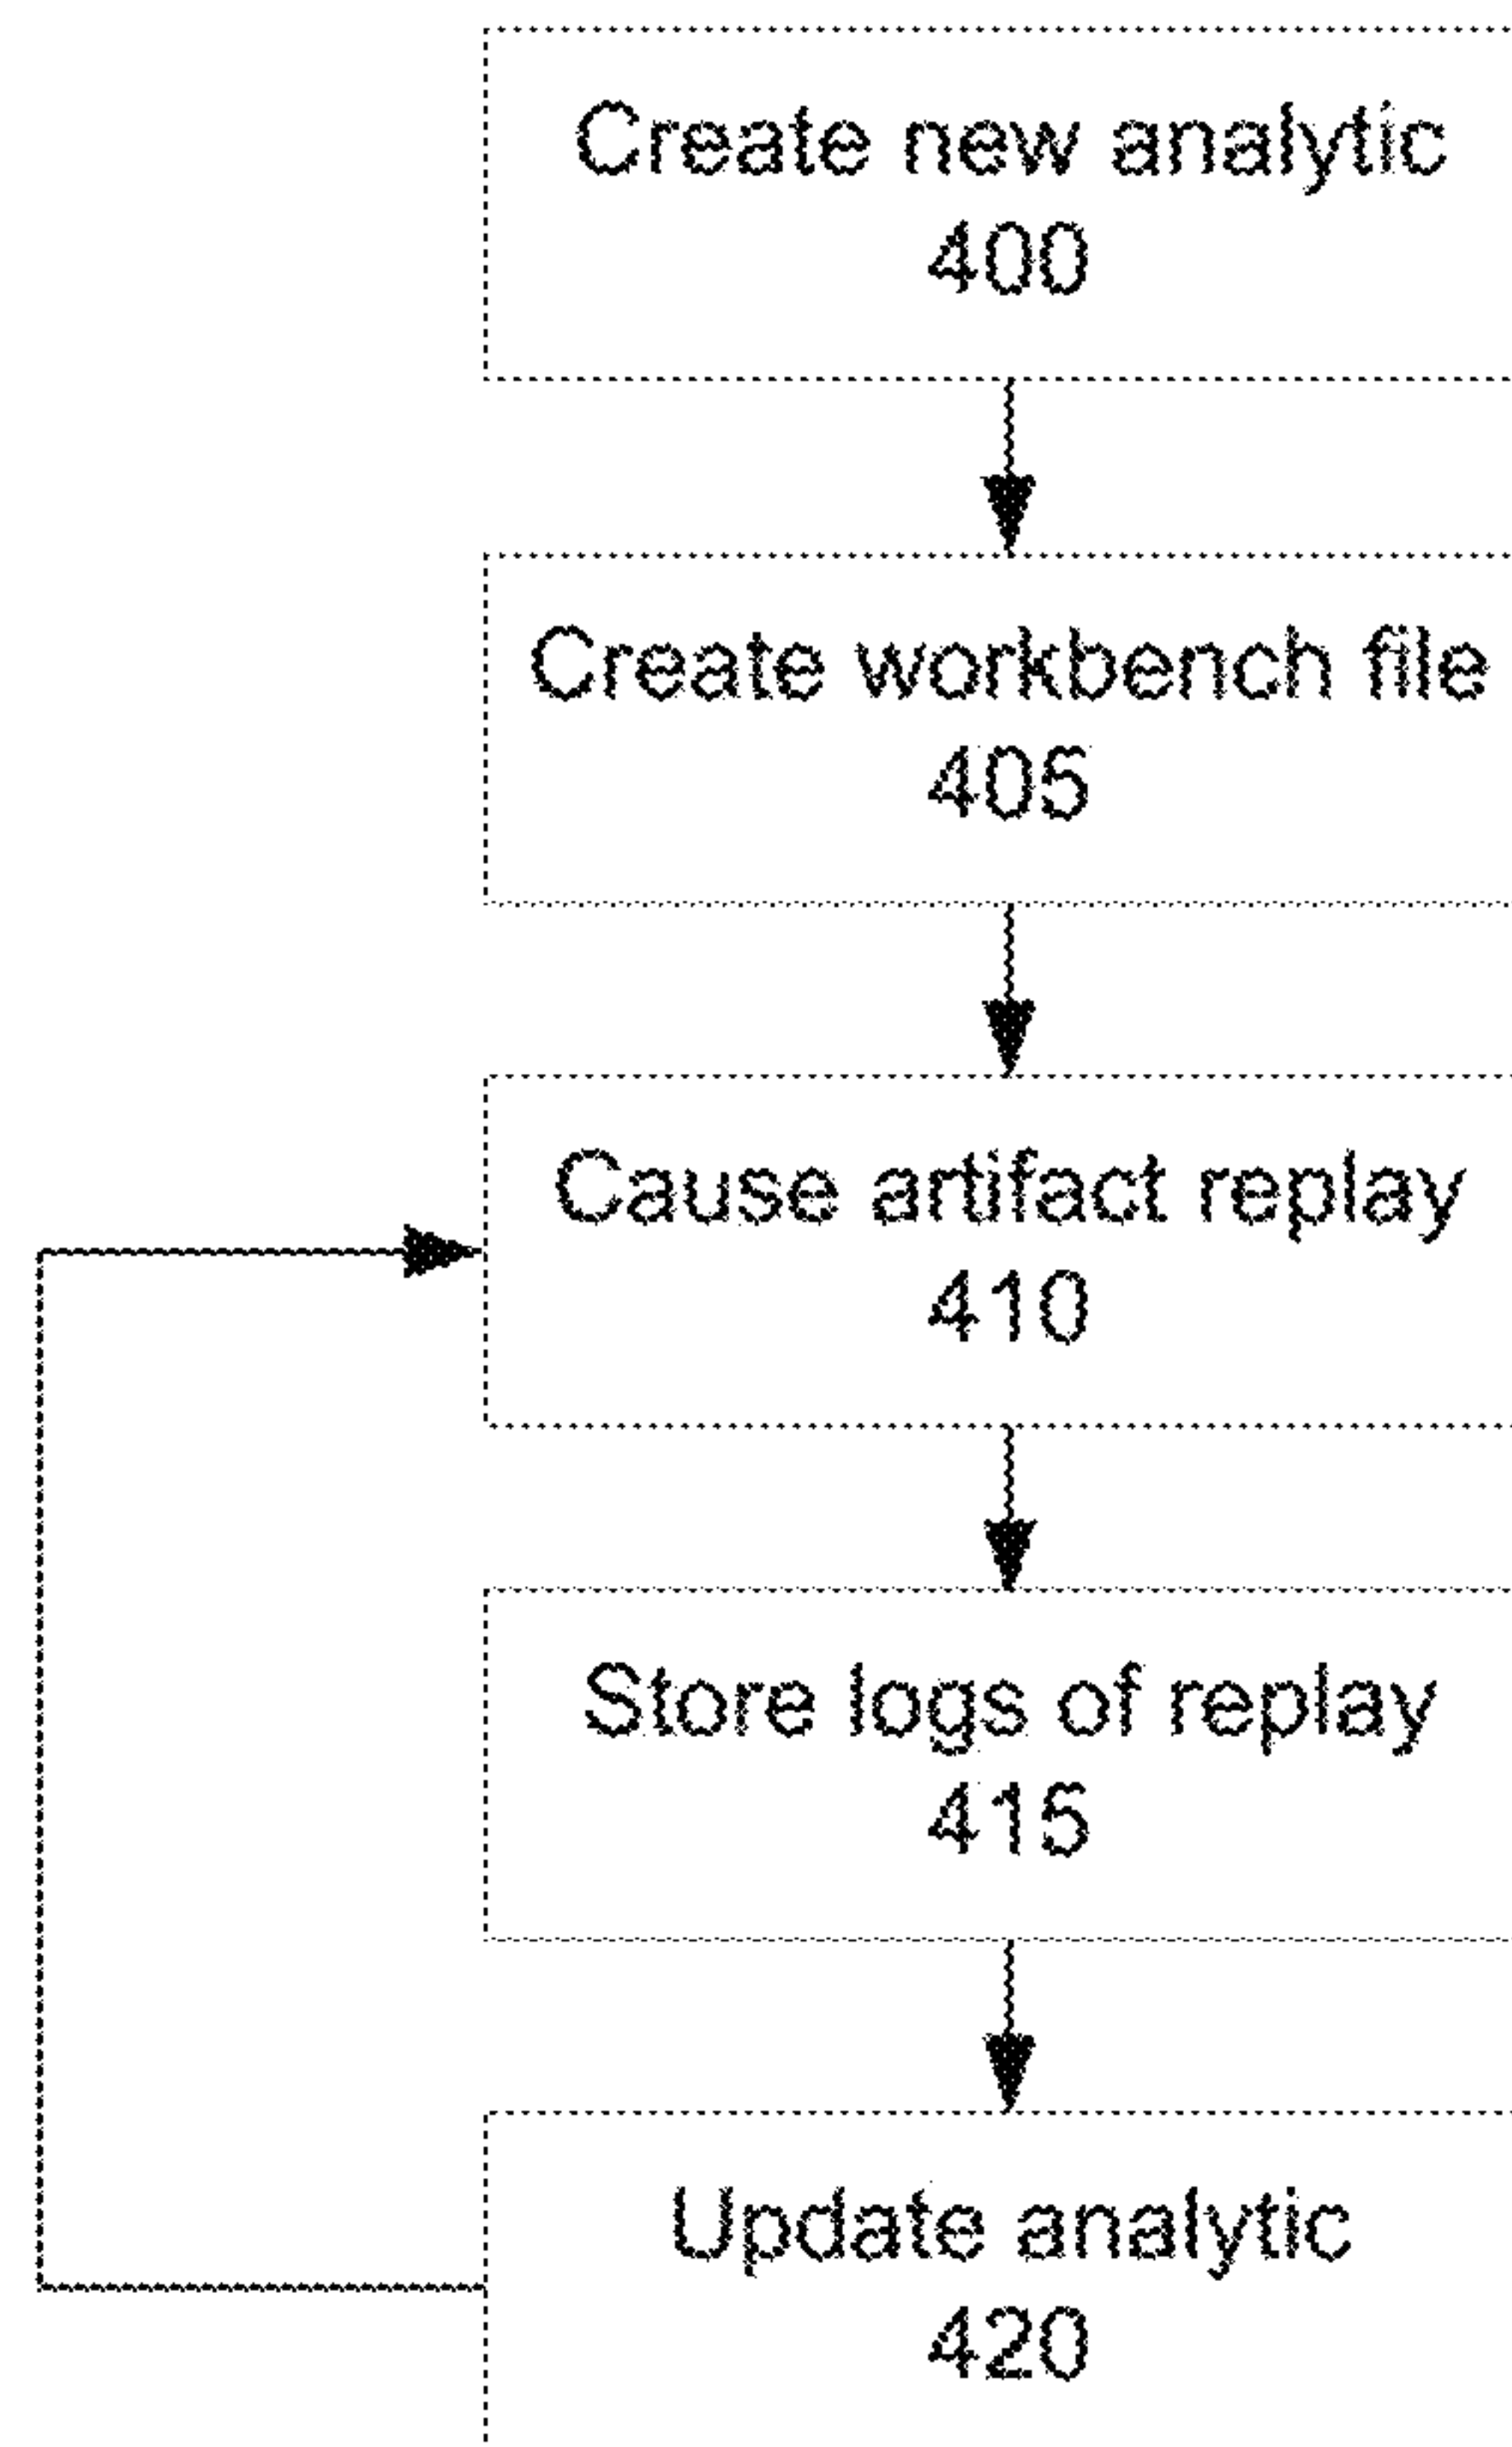 Create new analytic
400
Create workbench file
405
Cause artifact replay
410
Store logs of replay
415
Update analytic
420